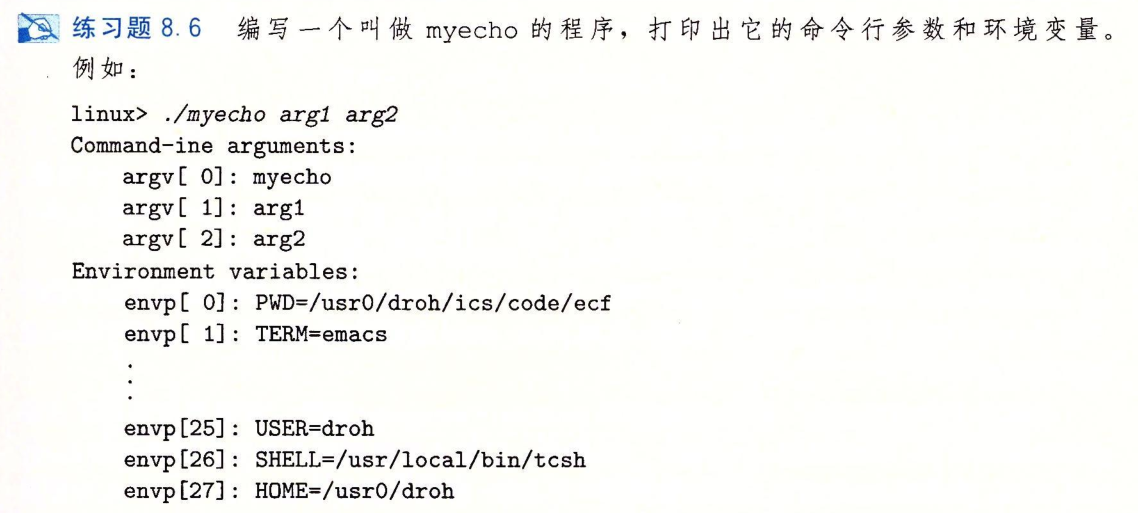 练习题 8.6 编写一个叫做 myecho 的程序，打印出它的命令行参数和环境变量。
例如：
linux> ./myecho arg1 arg2
Command-ine arguments:
argv[ 0]: myecho
argv[ 1]: arg1
argv[ 2]: arg2
Environment variables:
envp[ 0]: PWD=/usr0/droh/ics/code/ecf
envp[ 1]: TERM=emacs
.
.
.
envp[25]: USER=droh
envp[26]: SHELL=/usr/local/bin/tcsh
envp[27]: HOME=/usr0/droh